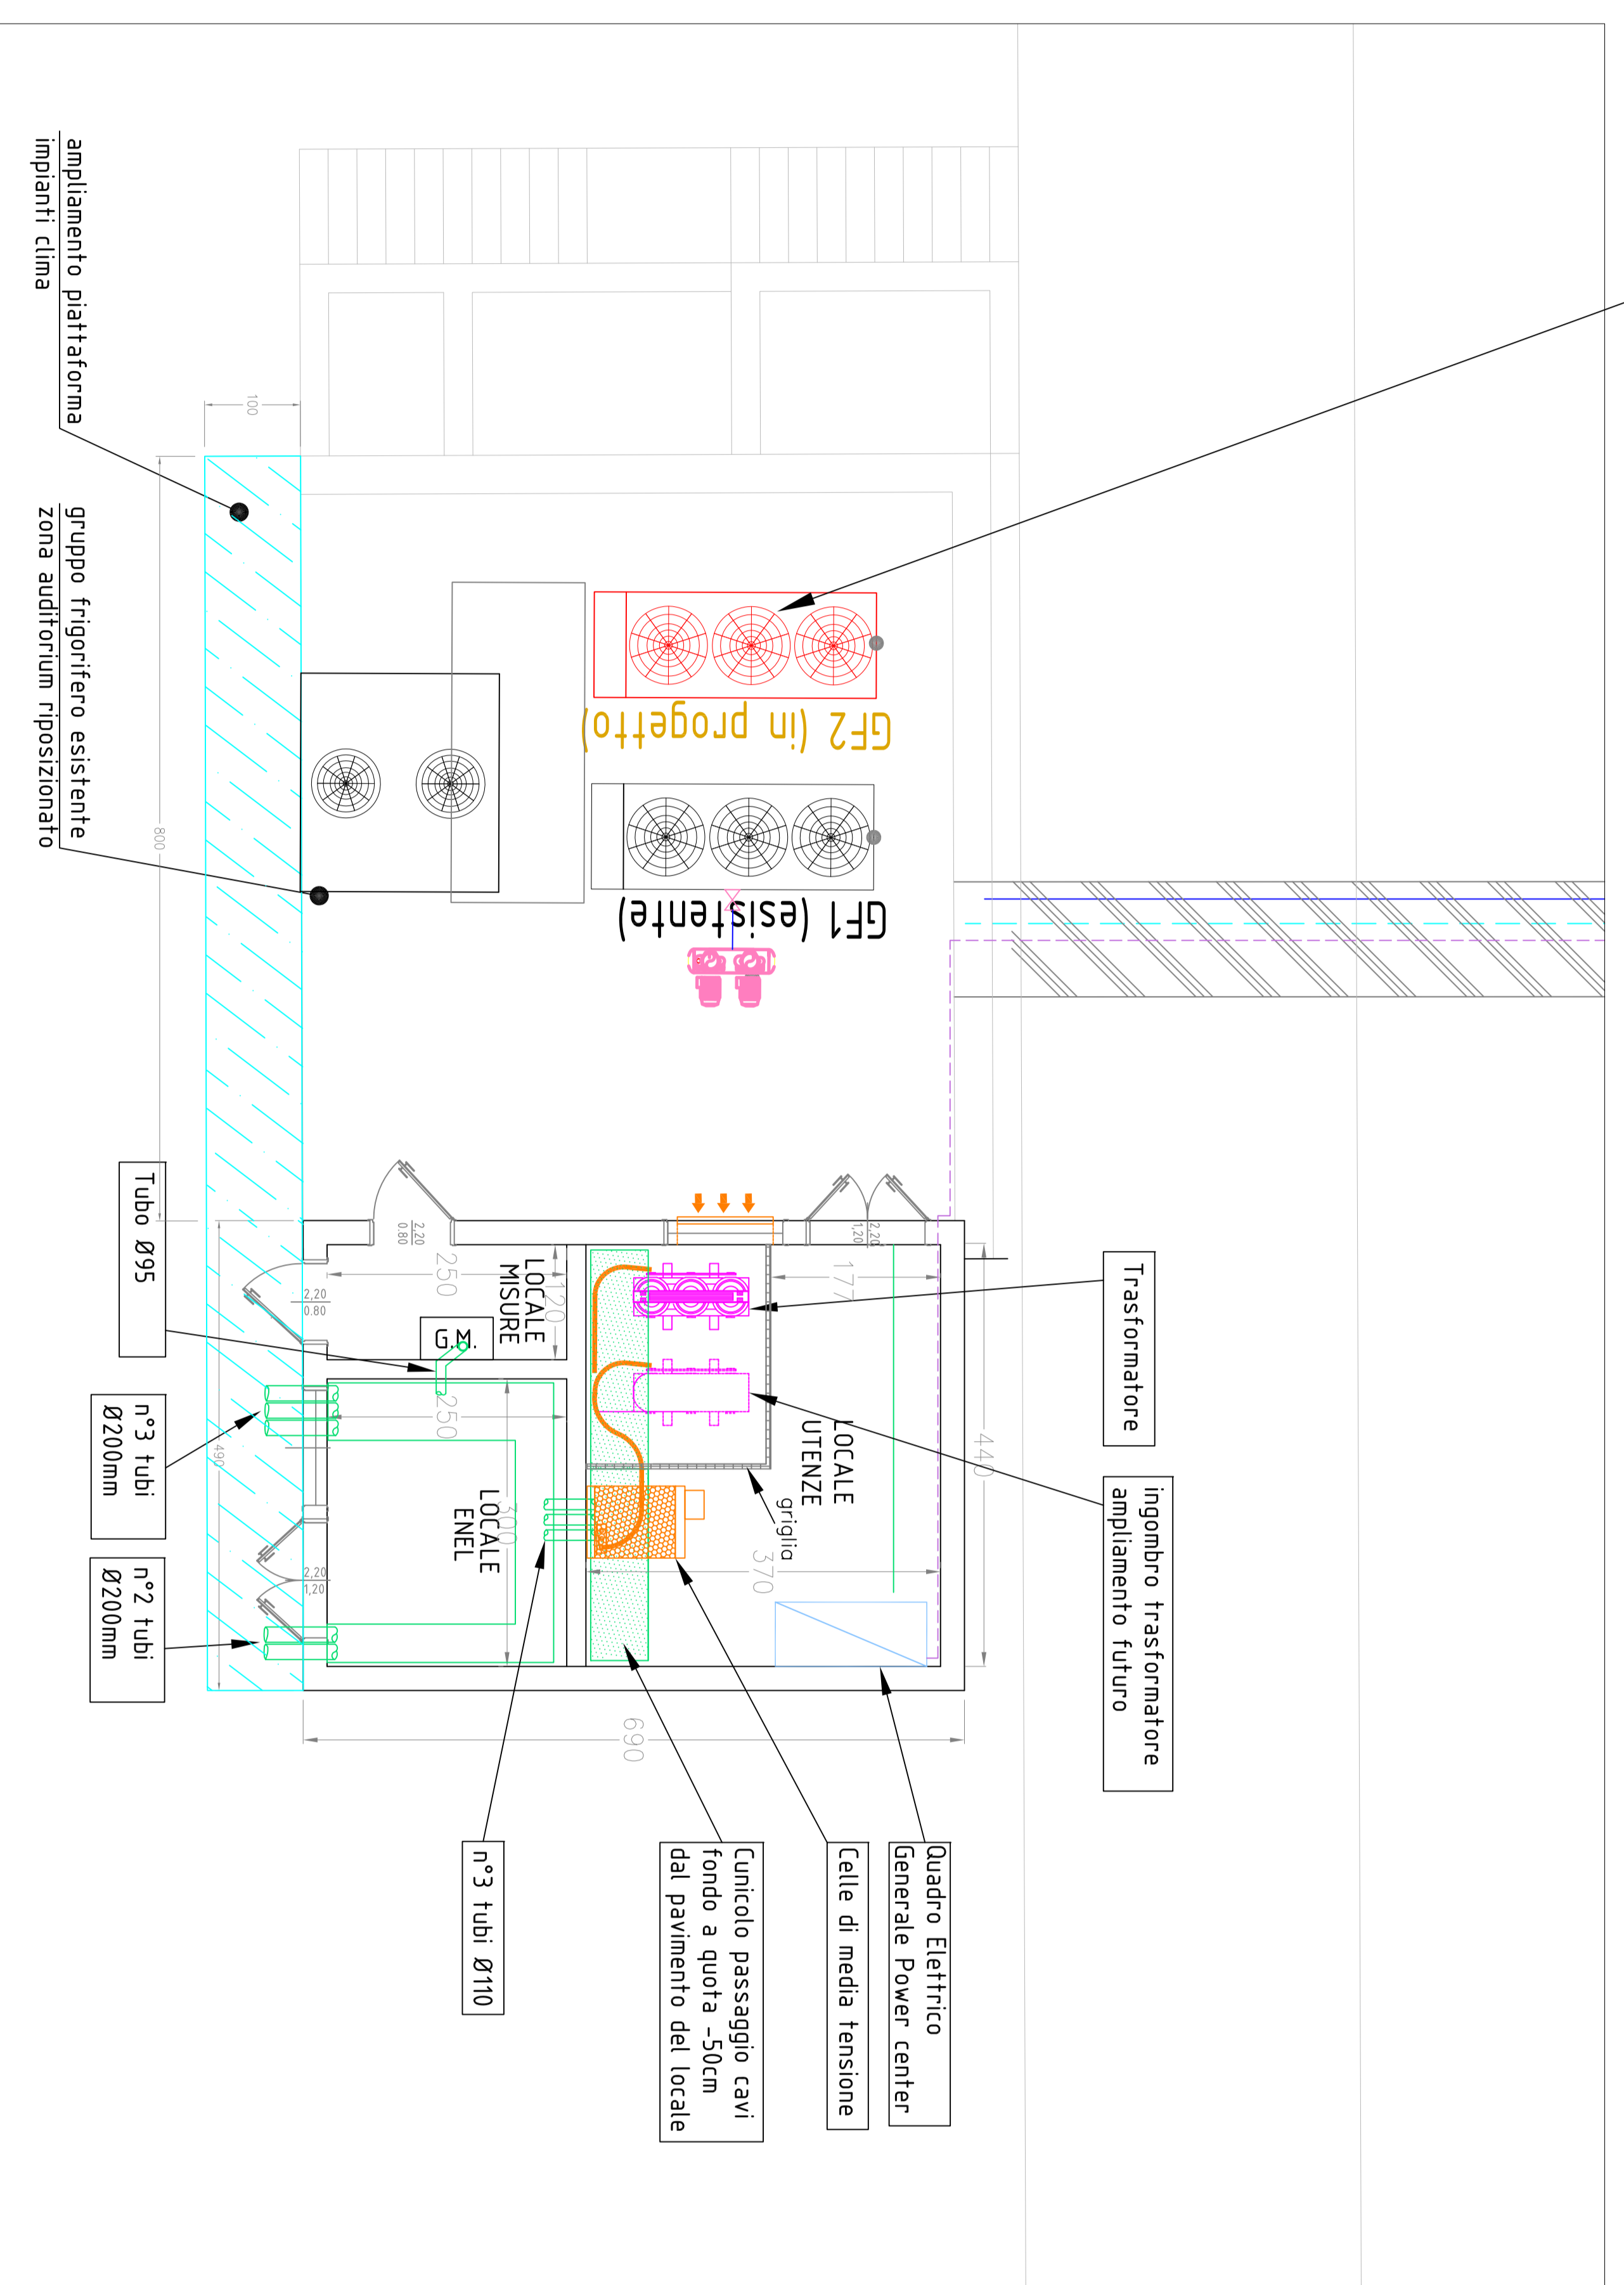 Trasformatore
ingombro trasformatore
ampliamento futuro
Quadro Elettrico
Generale Power center
Celle di media tensione
Cunicolo passaggio cavi
fondo a quota -50cm
dal pavimento del locale
n°3 tubi Ø110
GF2 (in progetto)
GF1 (esistente)
177
440
LOCALE
UTENZE
griglia
370
690
2,20
1,20
2,20
0.80
250
120
LOCALE
MISURE
G.M.
250
300
LOCALE
ENEL
2,20
0.80
2,20
1,20
100
800
490
Tubo Ø95
n°3 tubi
Ø200mm
n°2 tubi
Ø200mm
ampliamento piattaforma
impianti clima
gruppo frigorifero esistente
zona auditorium riposizionato